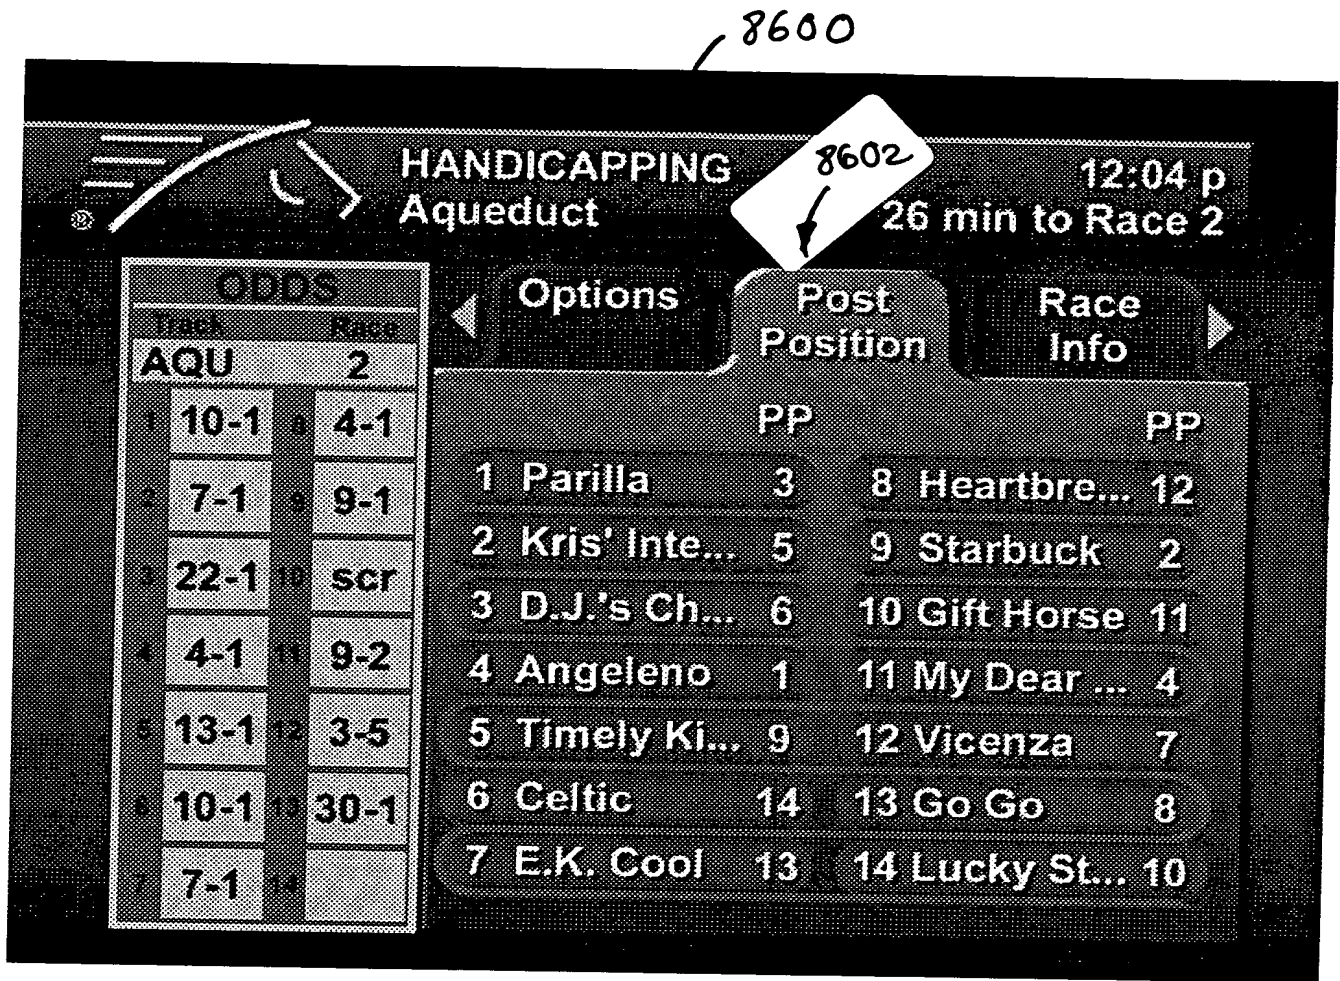 8600
8602
HANDICAPPING
Aqueduct
12:04 p
26 min to Race 2
®
ODDS
Track Race
AQU 2
1 10-1 8 4-1
2 7-1 9 9-1
3 22-1 10 scr
4 4-1 11 9-2
5 13-1 12 3-5
6 10-1 13 30-1
7 7-1 14
Options
Post
Position
Race
Info
PP PP
1 Parilla 3 8 Heartbre... 12
2 Kris' Inte... 5 9 Starbuck 2
3 D.J.'s Ch... 6 10 Gift Horse 11
4 Angeleno 1 11 My Dear ... 4
5 Timely Ki... 9 12 Vicenza 7
6 Celtic 14 13 Go Go 8
7 E.K. Cool 13 14 Lucky St... 10